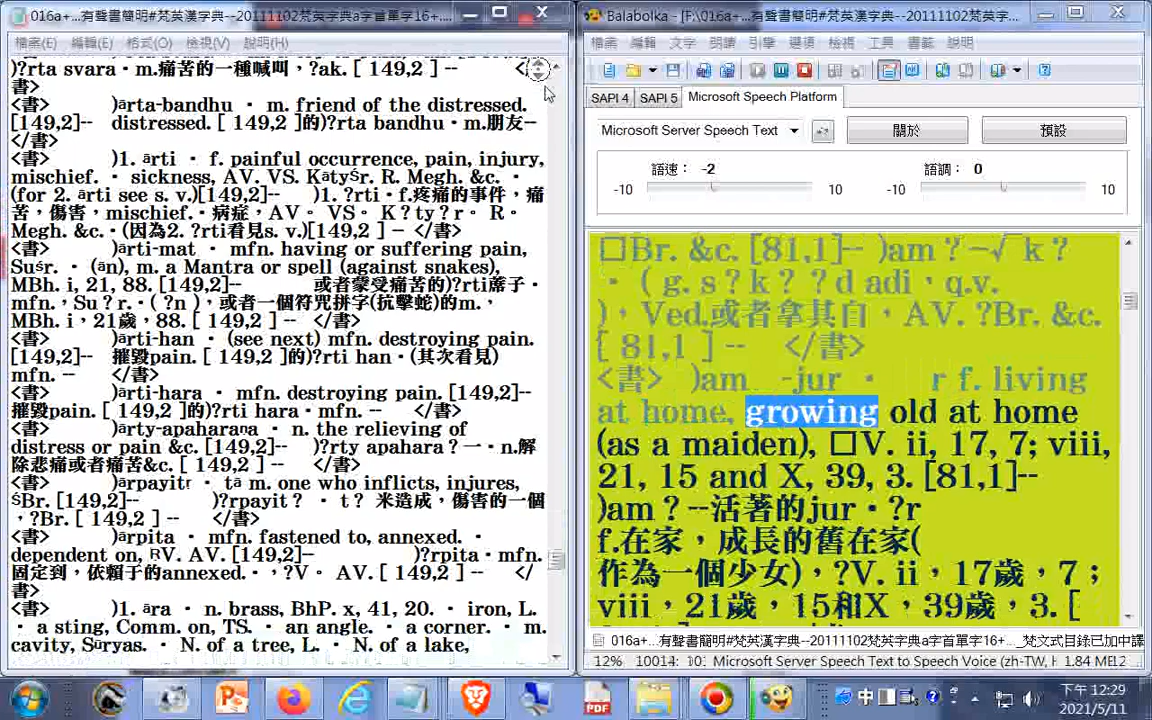 016a+...有聲書簡明#梵英漢字典--20111102梵英字典a字首單字16+...
檔案(E) 編輯(E) 格式(O) 檢視(V) 說明(H)
)?rta svara‧m.痛苦的一種喊叫，?ak. [ 149,2 ] --
書>
<書> )ārta-bandhu ‧ m. friend of the distressed.
[149,2]-- distressed. [ 149,2 ]的)?rta bandhu‧m.朋友--
</書>
<書> )1. ārti ‧ f. painful occurrence, pain, injury,
mischief. ‧ sickness, AV. VS. KātyŚr. R. Megh. &c. ‧
(for 2. ārti see s. v.)[149,2]-- )1. ?rti‧f.疼痛的事件，痛
苦，傷害，mischief.‧病症，AV。 VS。 K？ty？r。 R。
Megh. &c.‧(因為2. ?rti看見s. v.)[149,2 ] -- </書>
<書> )ārti-mat ‧ mfn. having or suffering pain,
Suśr. ‧ (ān), m. a Mantra or spell (against snakes),
MBh. i, 21, 88. [149,2]-- 或者蒙受痛苦的)?rti蓆子‧
mfn.，Su？r.‧( ?n )，或者一個符咒拼字(抗擊蛇)的m.，
MBh. i，21歲，88. [ 149,2 ] -- </書>
<書> )ārti-han ‧ (see next) mfn. destroying pain.
[149,2]-- 摧毀pain. [ 149,2 ]的)?rti han‧(其次看見)
mfn. -- </書>
<書> )ārti-hara ‧ mfn. destroying pain. [149,2]--
摧毀pain. [ 149,2 ]的)?rti hara‧mfn. -- </書>
<書> )ārty-apaharaṇa ‧ n. the relieving of
distress or pain &c. [149,2]-- )?rty apahara？一‧n.解
除悲痛或者痛苦&c. [ 149,2 ] -- </書>
<書> )ārpayitṛ ‧ tā m. one who inflicts, injures,
ŚBr. [149,2]-- )?rpayit？‧t？米造成，傷害的一個
，?Br. [ 149,2 ] -- </書>
<書> )ārpita ‧ mfn. fastened to, annexed. ‧
dependent on, RV. AV. [149,2]-- )?rpita‧mfn.
固定到，依賴于的annexed.‧，?V。 AV. [ 149,2 ] -- </
書>
<書> )1. āra ‧ n. brass, BhP. x, 41, 20. ‧ iron, L.
‧ a sting, Comm. on, TS. ‧ an angle. ‧ a corner. ‧ m.
cavity, Sūryas. ‧ N. of a tree, L. ‧ N. of a lake,
Balabolka - [F:\016a+...有聲書簡明#梵英漢字典--20111102梵英字...
檔案 編輯 文字 朗讀 引擎 選項 檢視 工具 書籤 說明
SAPI 4 SAPI 5 Microsoft Speech Platform
Microsoft Server Speech Text 關於 預設
語速： -2 語調： 0
-10 10 -10 10
□Br. &c. [81,1]-- )am？--√k？
‧( g. s？k？？d adi，q.v.
)，Ved.或者拿其自，AV. ?Br. &c.
[ 81,1 ] -- </書>
<書> )am -jur ‧ r f. living
at home, growing old at home
(as a maiden), □V. ii, 17, 7; viii,
21, 15 and X, 39, 3. [81,1]--
)am？--活著的jur‧?r
f.在家，成長的舊在家(
作為一個少女)，?V. ii，17歲，7；
viii，21歲，15和X，39歲，3. [
016a+...有聲書簡明#梵英漢字典--20111102梵英字典a字首單字16+..._梵文式目錄已加中譯
12% 10014: Microsoft Server Speech Text to Speech Voice (zh-TW, 1.84 ME
中
下午 12:29
2021/5/11